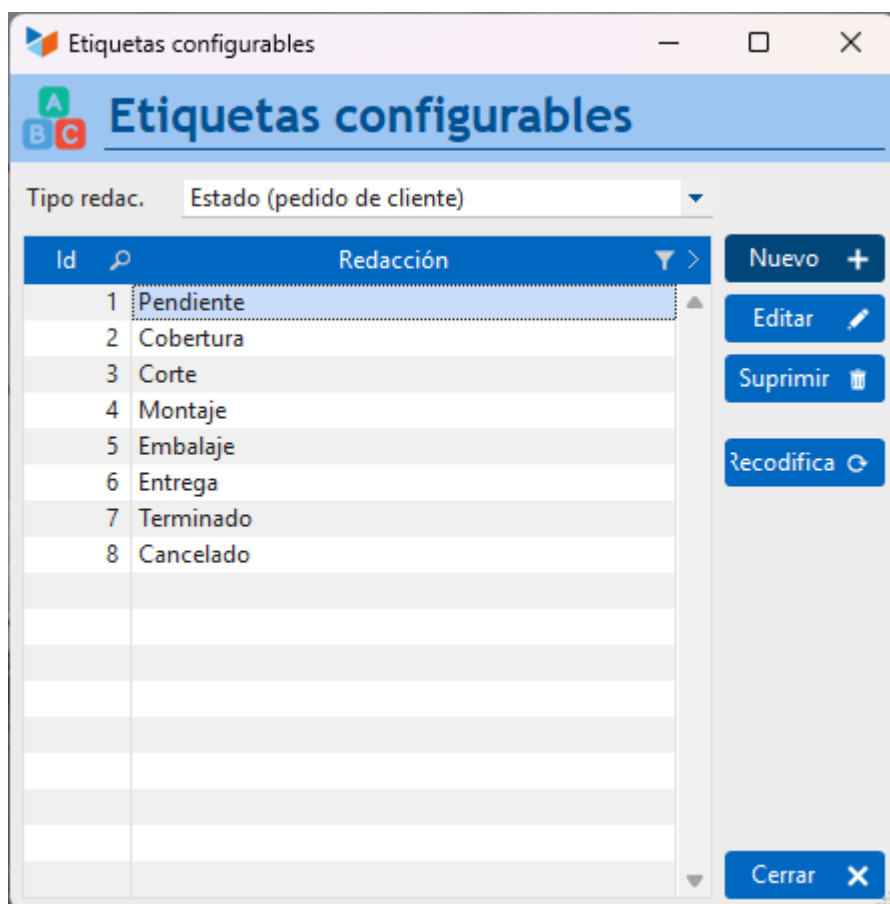 Etiquetas configurables
A
B C
Etiquetas configurables
Tipo redac. Estado (pedido de cliente)
Id Redacción
1 Pendiente
2 Cobertura
3 Corte
4 Montaje
5 Embalaje
6 Entrega
7 Terminado
8 Cancelado
Nuevo
Editar
Suprimir
Recodifica
Cerrar